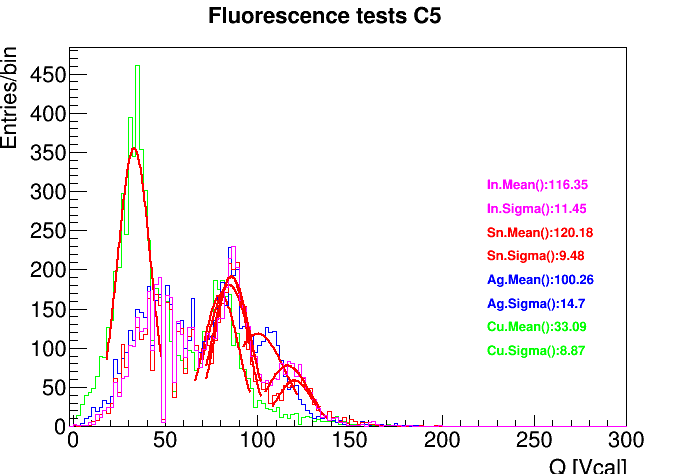 Fluorescence tests C5
Entries/bin
450
400
350
300
250
200
150
100
50
0
In.Mean():116.35
In.Sigma():11.45
Sn.Mean():120.18
Sn.Sigma():9.48
Ag.Mean():100.26
Ag.Sigma():14.7
Cu.Mean():33.09
Cu.Sigma():8.87
0 50 100 150 200 250 300
Q [Vcal]